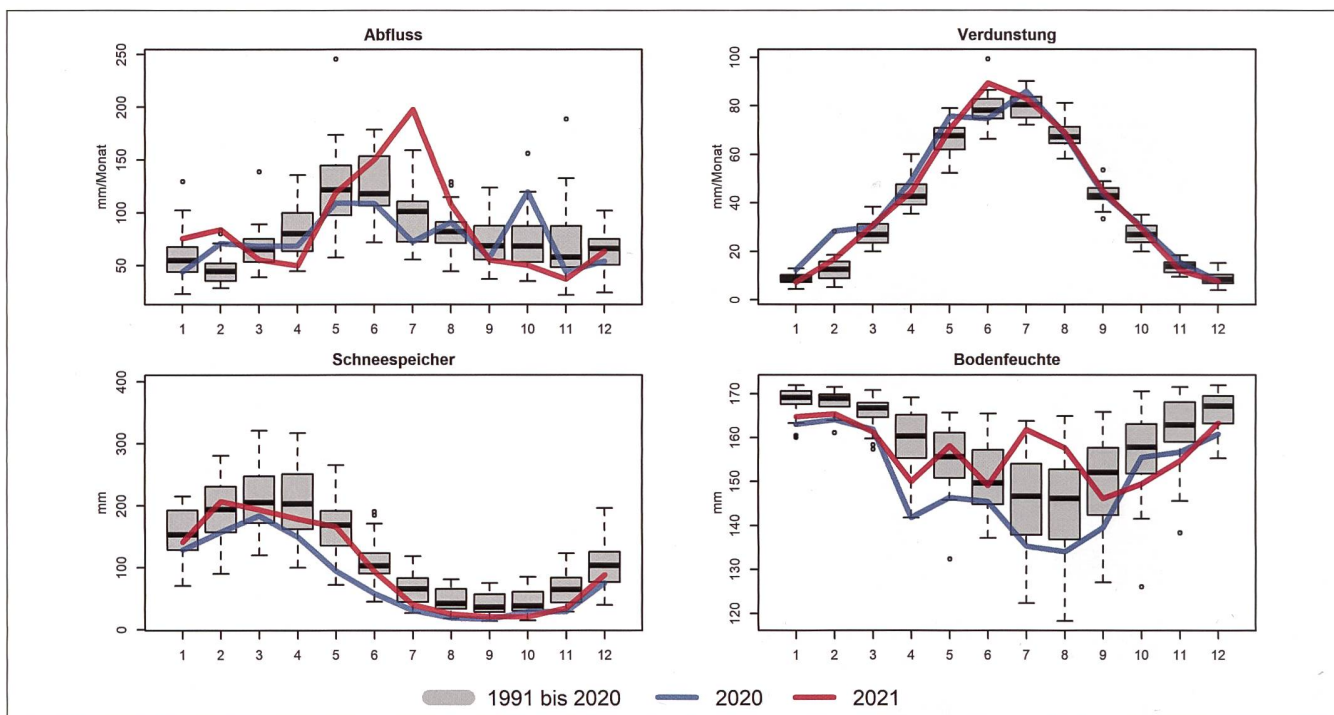 Abfluss
mm/Monat
250
200
150
100
50
1 2 3 4 5 6 7 8 9 10 11 12
Verdunstung
mm/Monat
100
80
60
40
20
0
1 2 3 4 5 6 7 8 9 10 11 12
Schneespeicher
mm
400
300
200
100
0
1 2 3 4 5 6 7 8 9 10 11 12
Bodenfeuchte
mm
170
160
150
140
130
120
1 2 3 4 5 6 7 8 9 10 11 12
1991 bis 2020 2020 2021